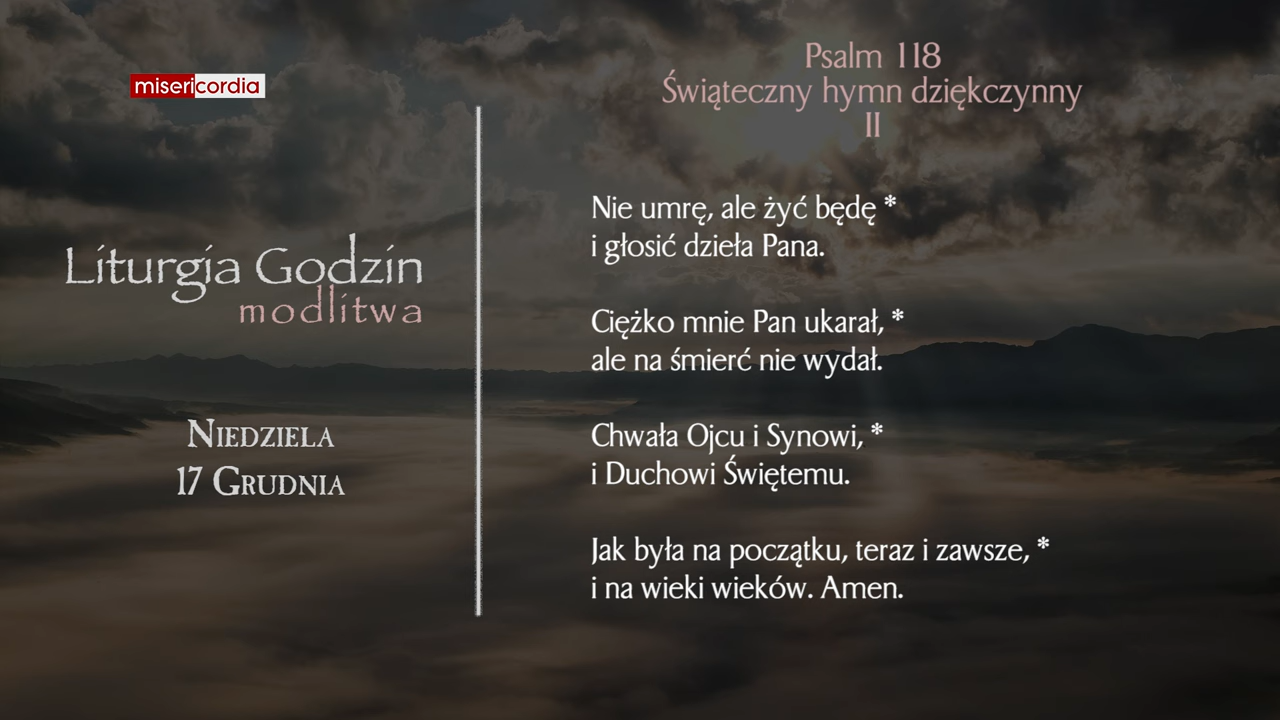 misericordia
Liturgia Godzin
modlitwa
Niedziela
17 Grudnia
Psalm 118
Świąteczny hymn dziękczynny
II
Nie umrę, ale żyć będę *
i głosić dzieła Pana.
Ciężko mnie Pan ukarał, *
ale na śmierć nie wydał.
Chwała Ojcu i Synowi, *
i Duchowi Świętemu.
Jak była na początku, teraz i zawsze, *
i na wieki wieków. Amen.